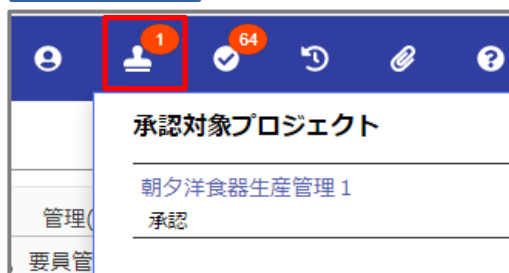 1
64
?
承認対象プロジェクト
朝夕洋食器生産管理1
承認
管理(
要員管